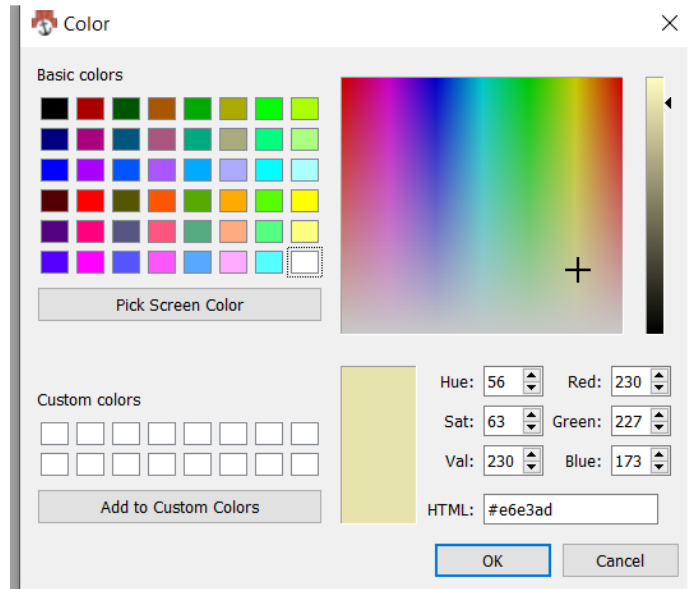 Color
Basic colors
Pick Screen Color
Custom colors
Add to Custom Colors
Hue: 56 Red: 230
Sat: 63 Green: 227
Val: 230 Blue: 173
HTML: #e6e3ad
OK Cancel